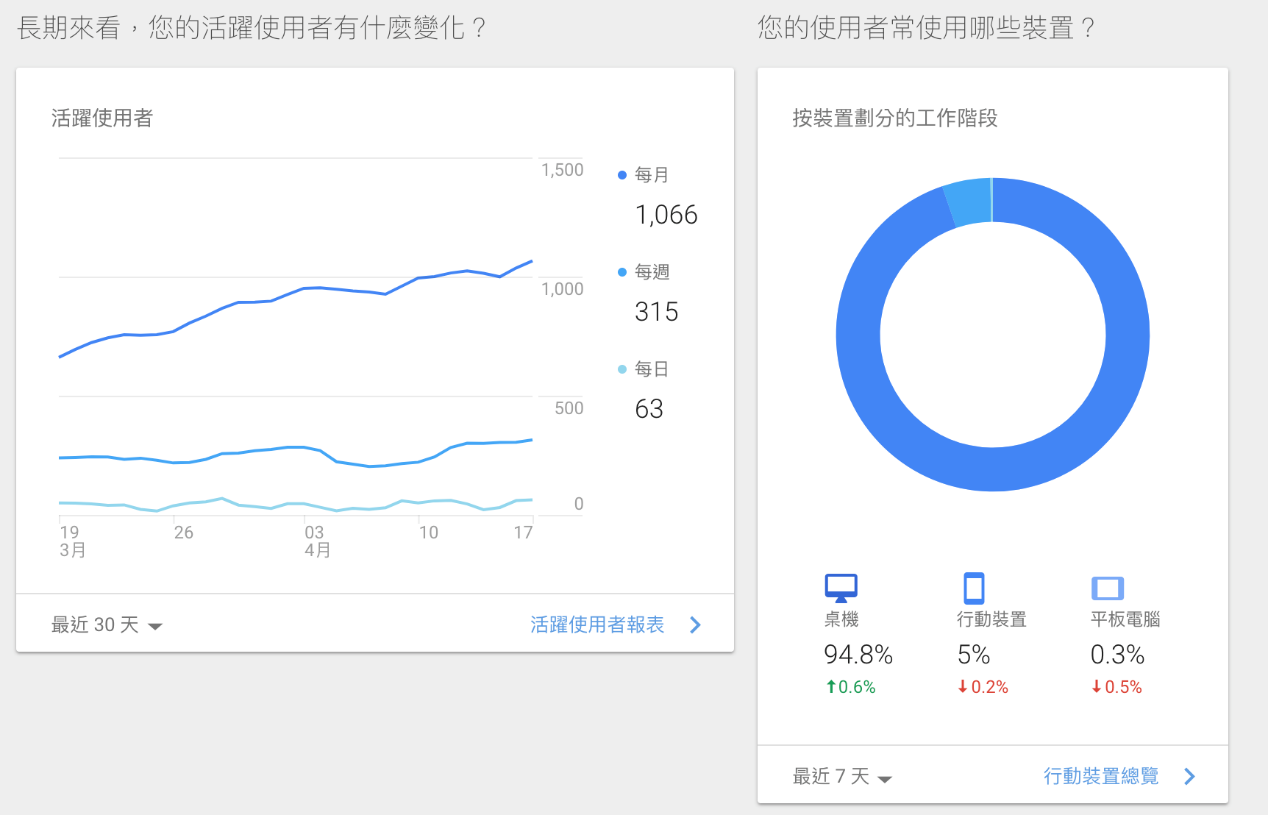 長期來看，您的活躍使用者有什麼變化？
活躍使用者
1,500
1,000
500
0
19
3月
26
03
4月
10
17
每月
1,066
每週
315
每日
63
最近 30 天
活躍使用者報表
您的使用者常使用哪些裝置？
按裝置劃分的工作階段
桌機
94.8%
0.6%
行動裝置
5%
0.2%
平板電腦
0.3%
0.5%
最近 7 天
行動裝置總覽